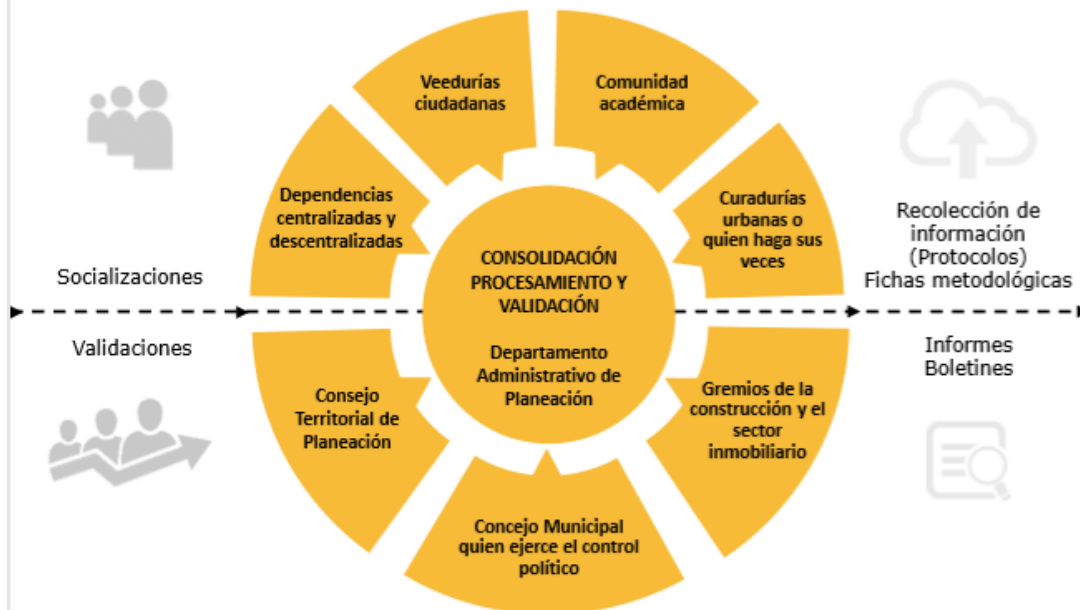 Veedurías
ciudadanas
Comunidad
académica
Dependencias
centralizadas y
descentralizadas
Curadurías
urbanas o
quien haga sus
veces
Socializaciones
Validaciones
CONSOLIDACIÓN
PROCESAMIENTO Y
VALIDACIÓN
Departamento
Administrativo de
Planeación
Recolección de
información
(Protocolos)
Fichas metodológicas
Informes
Boletines
Consejo
Territorial de
Planeación
Gremios de la
construcción y el
sector
inmobiliario
Concejo Municipal
quien ejerce el control
político